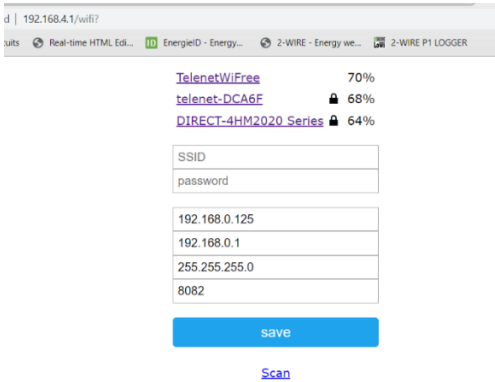 d | 192.168.4.1/wifi?
cuits Real-time HTML Edi... ID EnergieID - Energy... 2-WIRE - Energy we... 2-WIRE P1 LOGGER
TelenetWiFree 70%
telenet-DCA6F 68%
DIRECT-4HM2020 Series 64%
SSID
password
192.168.0.125
192.168.0.1
255.255.255.0
8082
save
Scan